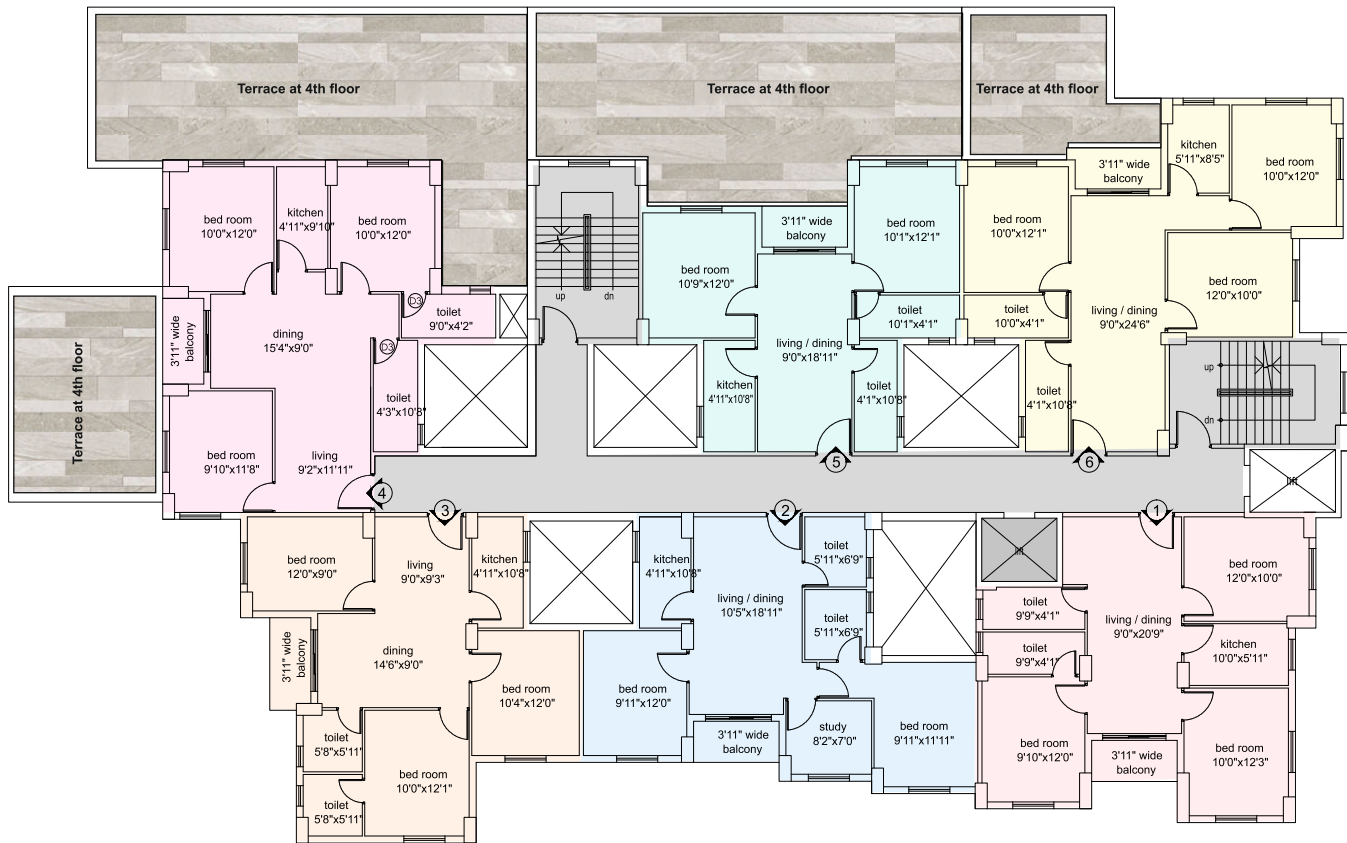 Terrace at 4th floor
Terrace at 4th floor
Terrace at 4th floor
kitchen
5'11"x8'5"
bed room
10'0"x12'0"
3'11" wide
balcony
bed room
10'0"x12'0"
kitchen
4'11"x9'10"
bed room
10'0"x12'0"
3'11" wide
balcony
bed room
10'1"x12'1"
bed room
10'0"x12'1"
bed room
10'9"x12'0"
bed room
12'0"x10'0"
up
dn
D3
toilet
9'0"x4'2"
toilet
10'1"x4'1"
toilet
10'0"x4'1"
living / dining
9'0"x24'6"
3'11" wide
balcony
dining
15'4"x9'0"
D3
living / dining
9'0"x18'11"
Terrace at 4th floor
toilet
4'3"x10'8"
kitchen
4'11"x10'8"
toilet
4'1"x10'8"
toilet
4'1"x10'8"
up
dn
bed room
9'10"x11'8"
living
9'2"x11'11"
5
6
lift
4
3
2
1
bed room
12'0"x9'0"
living
9'0"x9'3"
kitchen
4'11"x10'8"
kitchen
4'11"x10'8"
toilet
5'11"x6'9"
lift
bed room
12'0"x10'0"
living / dining
10'5"x18'11"
toilet
5'11"x6'9"
toilet
9'9"x4'1"
living / dining
9'0"x20'9"
toilet
9'9"x4'1"
kitchen
10'0"x5'11"
3'11" wide
balcony
dining
14'6"x9'0"
bed room
10'4"x12'0"
bed room
9'11"x12'0"
3'11" wide
balcony
study
8'2"x7'0"
bed room
9'11"x11'11"
bed room
9'10"x12'0"
3'11" wide
balcony
bed room
10'0"x12'3"
toilet
5'8"x5'11"
bed room
10'0"x12'1"
toilet
5'8"x5'11"